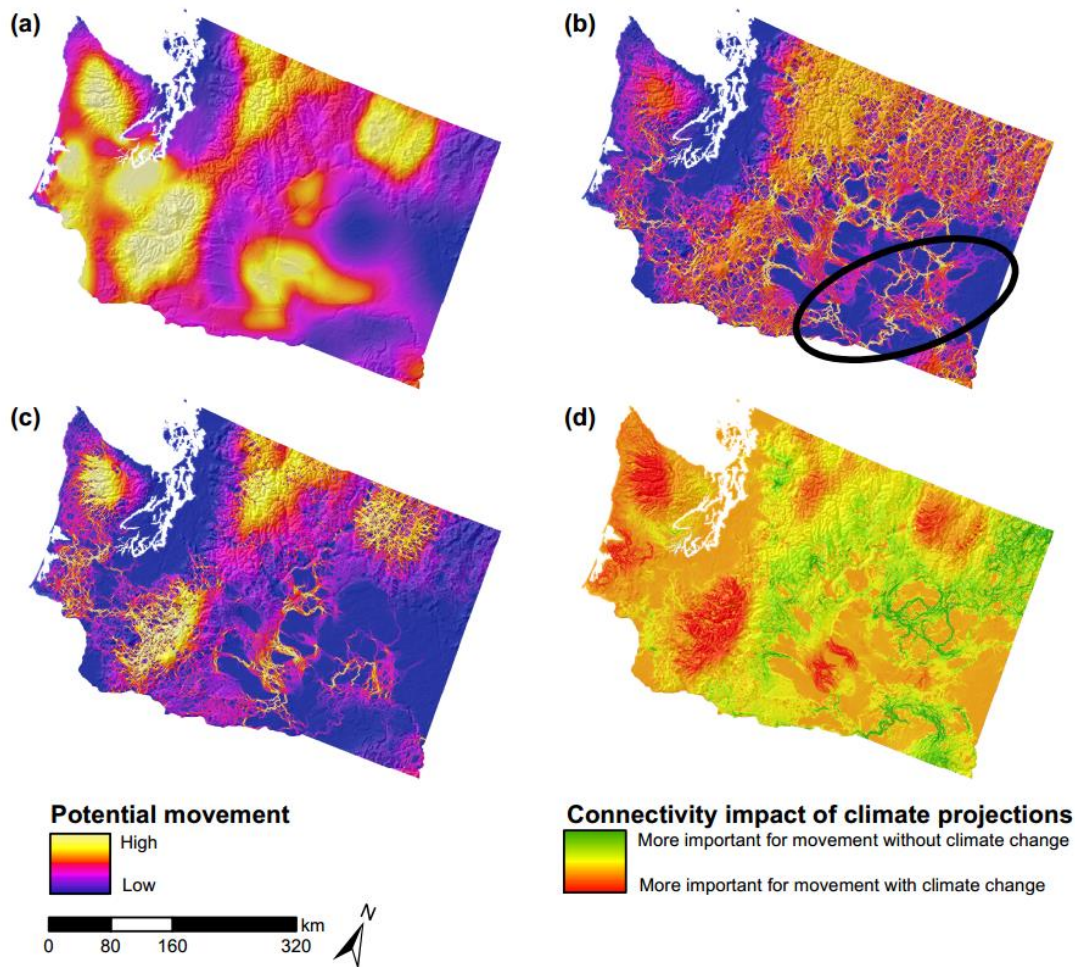 (a)
(b)
(c)
(d)
Potential movement
High
Low
Connectivity impact of climate projections
More important for movement without climate change
More important for movement with climate change
N
km
0 80 160 320